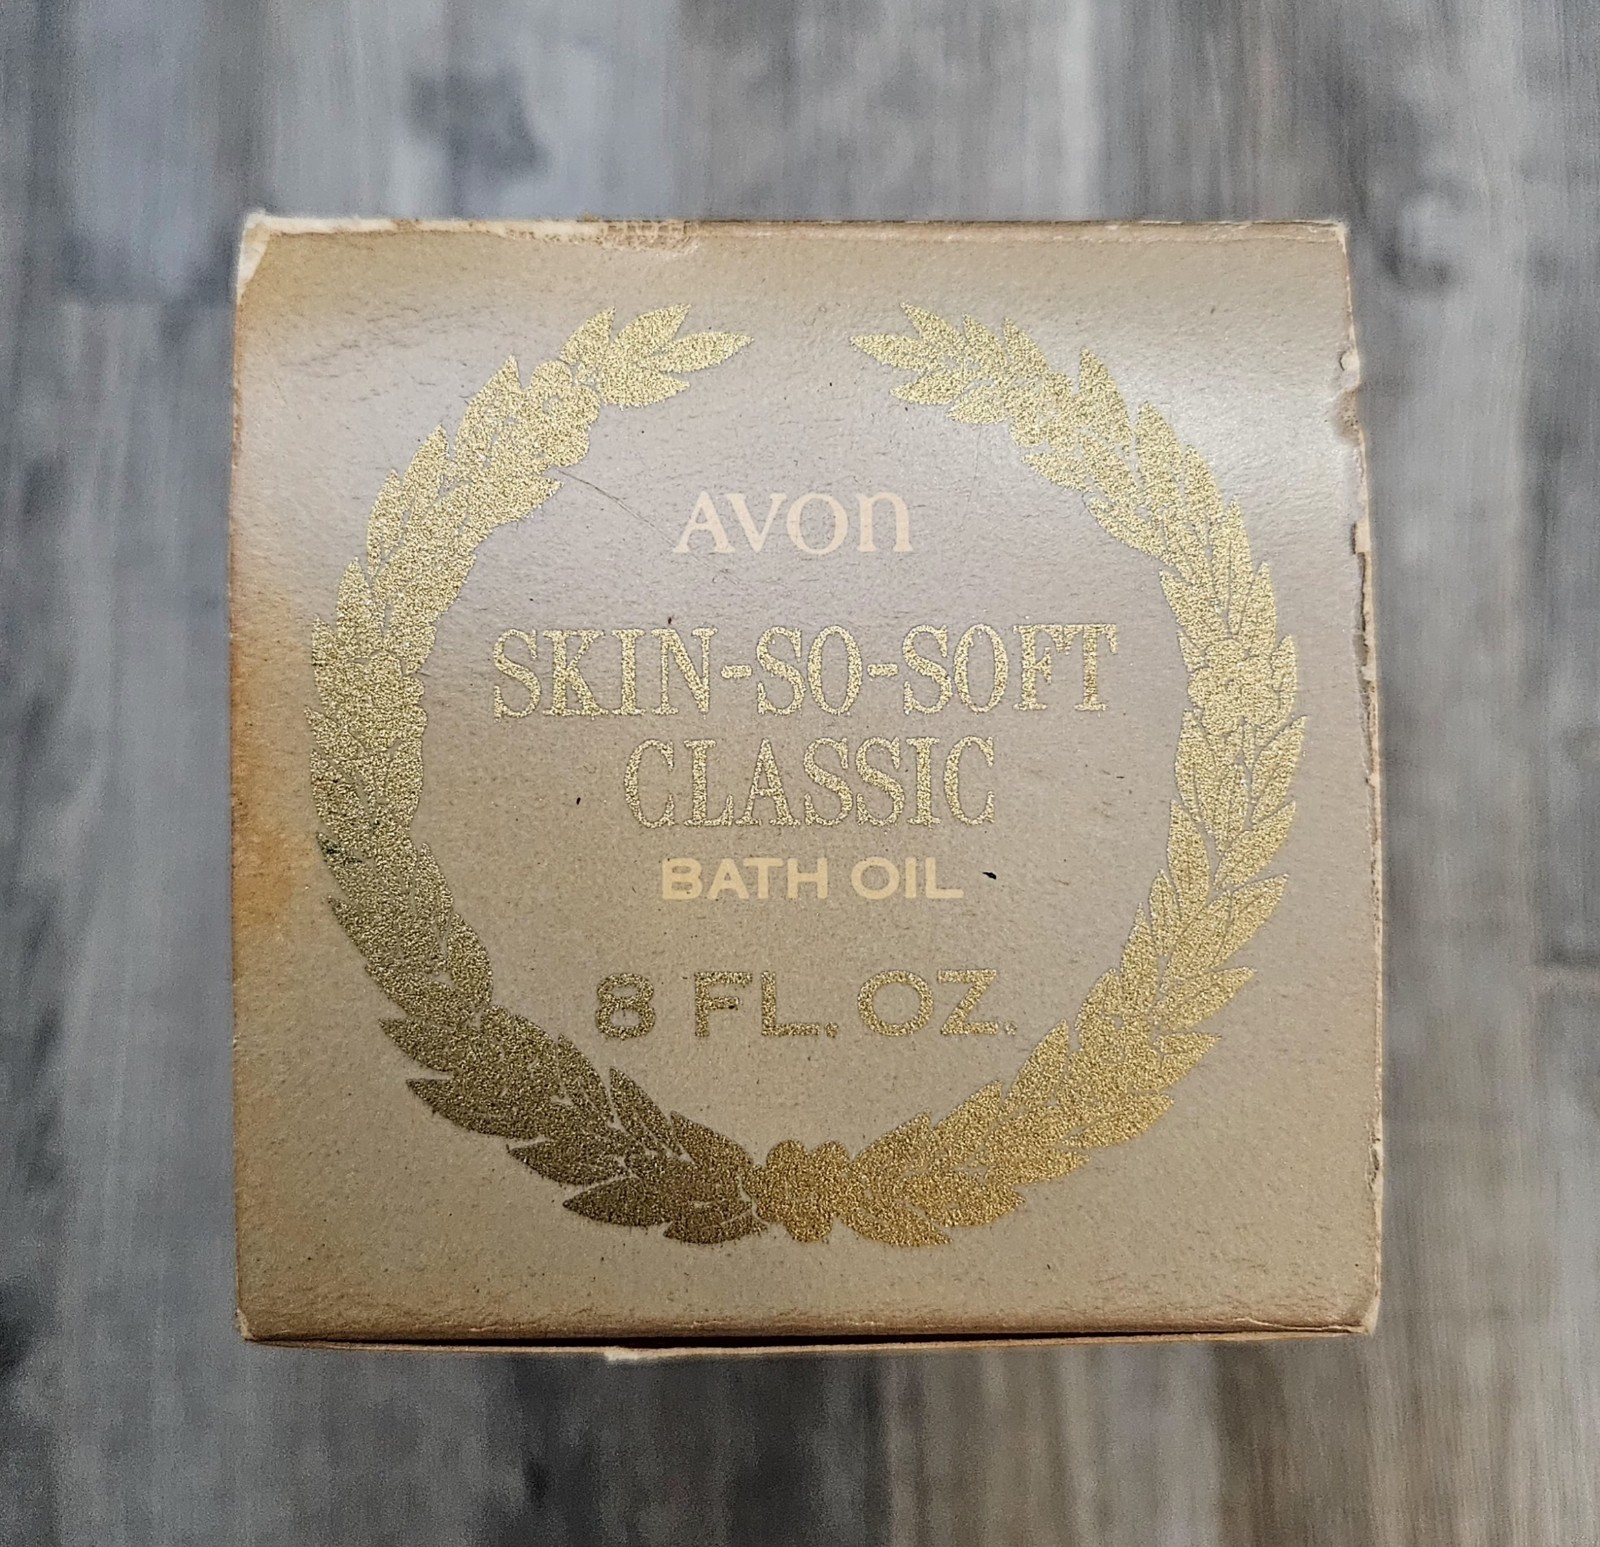 AVON
SKIN-SO-SOFT
CLASSIC
BATH OIL
8 FL. OZ.